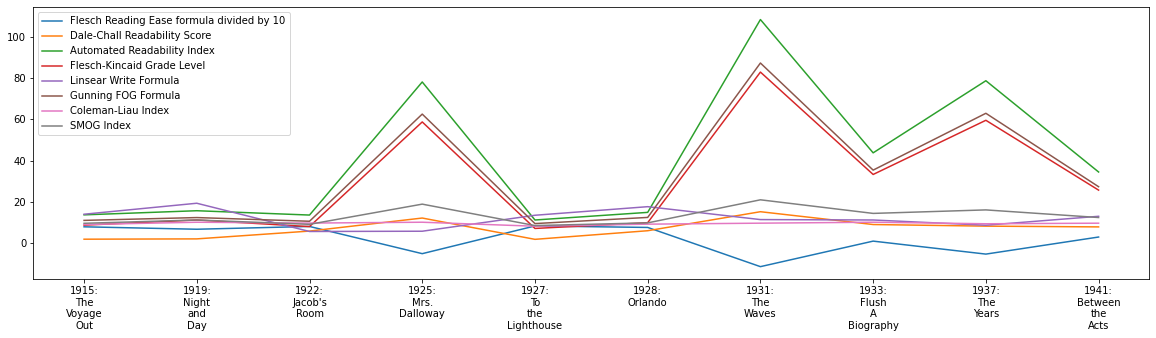 Flesch Reading Ease formula divided by 10
Dale-Chall Readability Score
Automated Readability Index
Flesch-Kincaid Grade Level
Linsear Write Formula
Gunning FOG Formula
Coleman-Liau Index
SMOG Index
100
80
60
40
20
0
1915:
The
Voyage
Out
1919:
Night
and
Day
1922:
Jacob's
Room
1925:
Mrs.
Dalloway
1927:
To
the
Lighthouse
1928:
Orlando
1931:
The
Waves
1933:
Flush
A
Biography
1937:
The
Years
1941:
Between
the
Acts